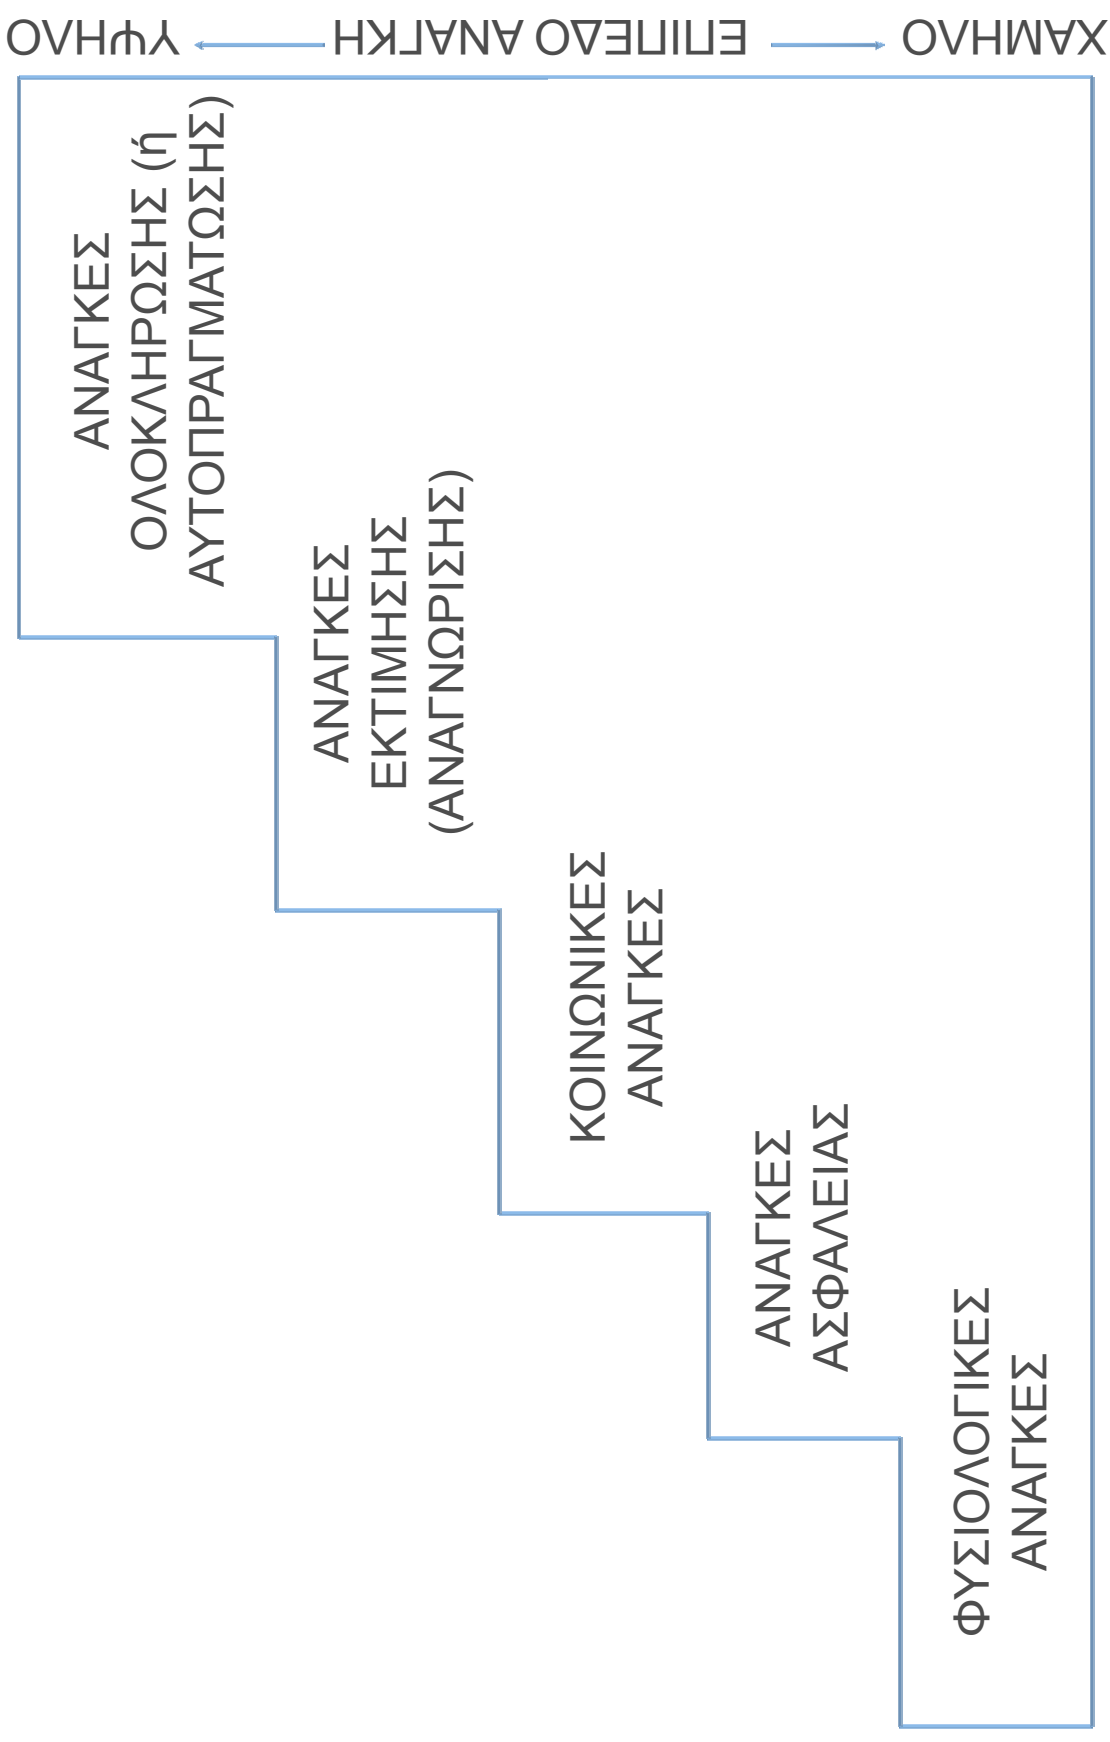 ΥΨΗΛΟ
ΕΠΙΠΕΔΟ ΑΝΑΓΚΗ
ΧΑΜΗΛΟ
ΑΝΑΓΚΕΣ
ΟΛΟΚΛΗΡΩΣΗΣ (ή
ΑΥΤΟΠΡΑΓΜΑΤΩΣΗΣ)
ΑΝΑΓΚΕΣ
ΕΚΤΙΜΗΣΗΣ
(ΑΝΑΓΝΩΡΙΣΗΣ)
ΚΟΙΝΩΝΙΚΕΣ
ΑΝΑΓΚΕΣ
ΑΝΑΓΚΕΣ
ΑΣΦΑΛΕΙΑΣ
ΦΥΣΙΟΛΟΓΙΚΕΣ
ΑΝΑΓΚΕΣ